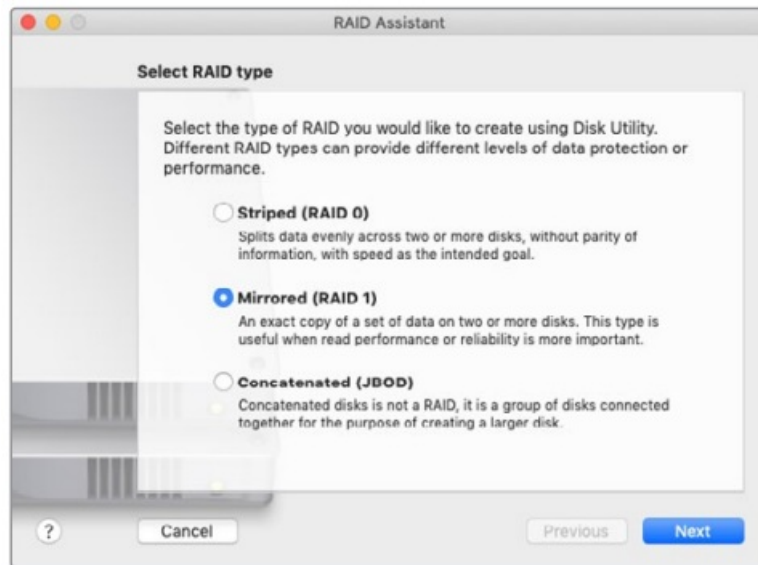 RAID Assistant
Select RAID type
Select the type of RAID you would like to create using Disk Utility.
Different RAID types can provide different levels of data protection or
performance.
Striped (RAID 0)
Splits data evenly across two or more disks, without parity of
information, with speed as the intended goal.
Mirrored (RAID 1)
An exact copy of a set of data on two or more disks. This type is
useful when read performance or reliability is more important.
Concatenated (JBOD)
Concatenated disks is not a RAID, it is a group of disks connected
together for the purpose of creating a larger disk.
?
Cancel
Previous
Next